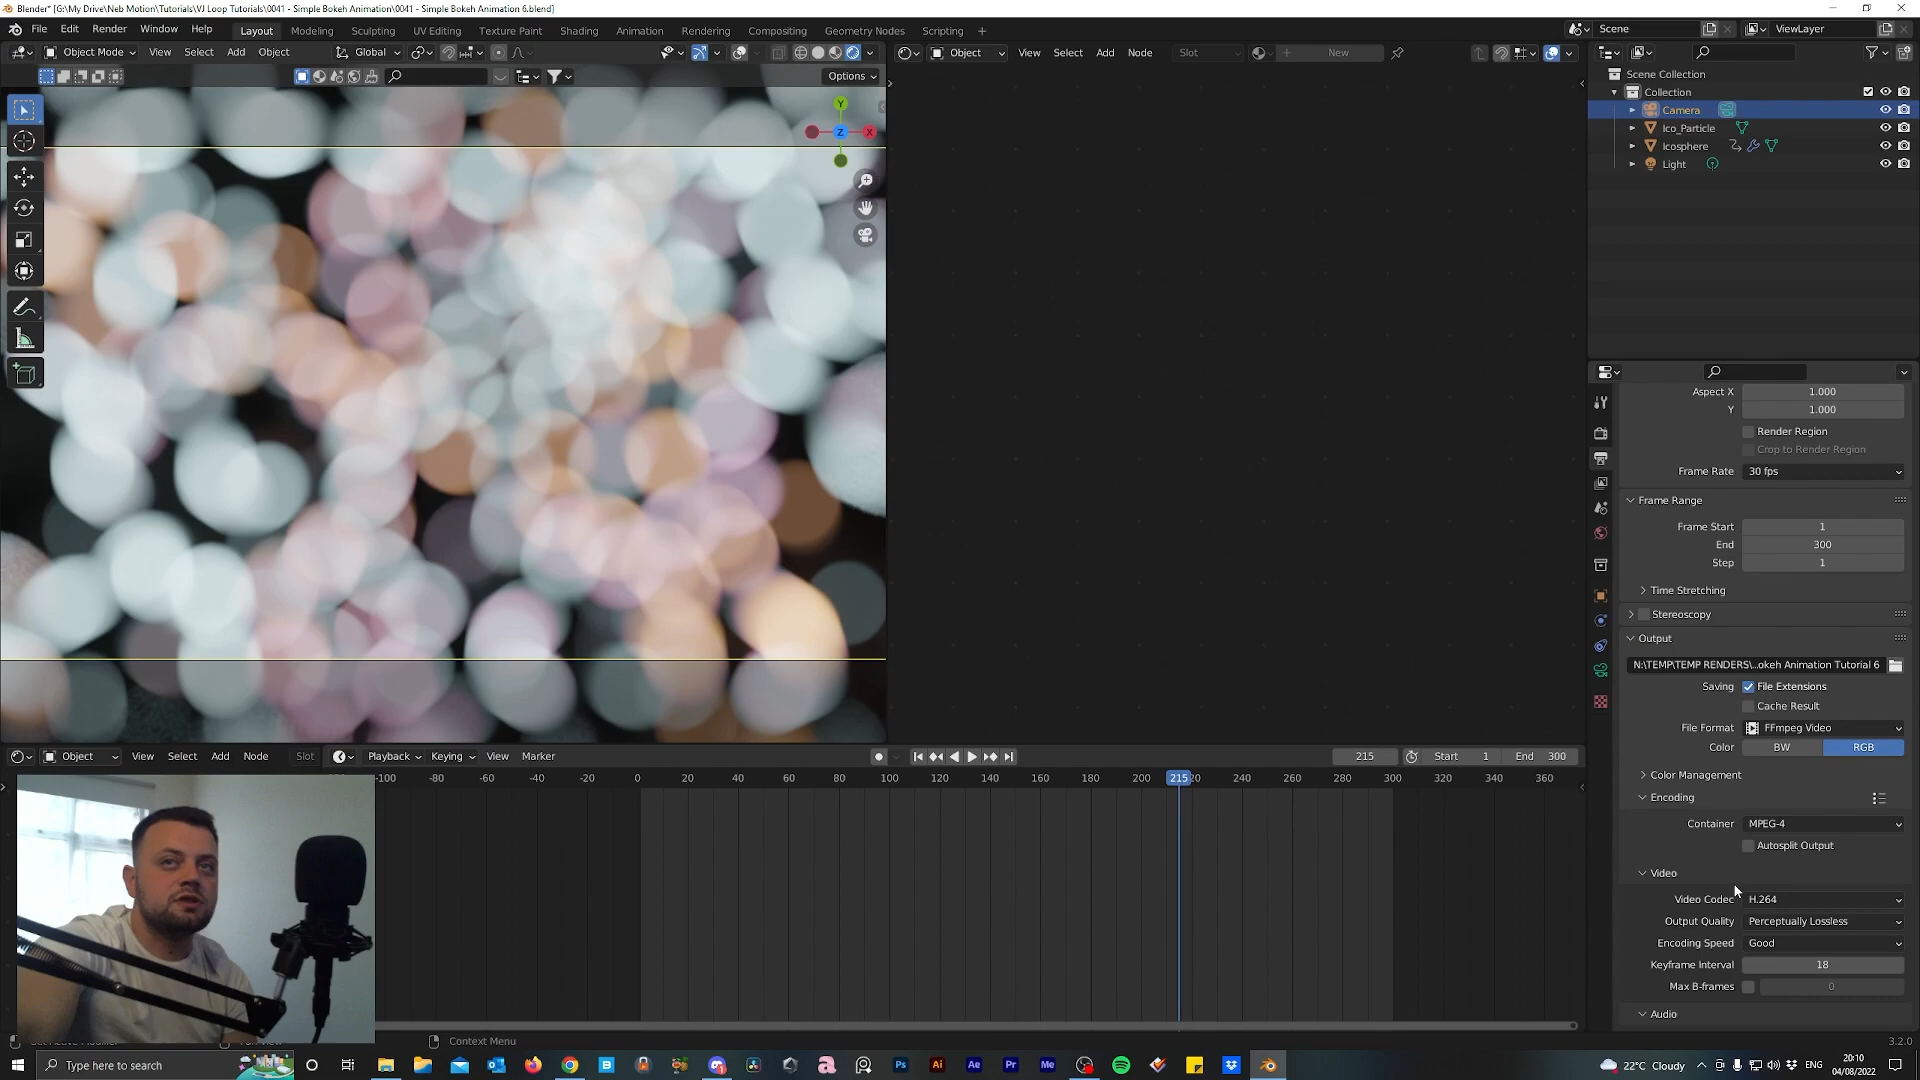 Blender* [G:\My Drive\Neb Motion\Tutorials\VJ Loop Tutorials\0041 - Simple Bokeh Animation\0041 - Simple Bokeh Animation 6.blend]
File Edit Render Window Help Layout Modeling Sculpting UV Editing Texture Paint Shading Animation Rendering Compositing Geometry Nodes Scripting + Scene ViewLayer
Object Mode View Select Add Object Global Object View Select Add Node Slot New
Options
Scene Collection
Collection
Camera
Ico_Particle
Icosphere
Light
Y
Z
X
Aspect X 1.000
Y 1.000
Render Region
Crop to Render Region
Frame Rate 30 fps
Frame Range
Frame Start 1
End 300
Step 1
Time Stretching
Stereoscopy
Output
N:\TEMP\TEMP RENDERS\...okeh Animation Tutorial 6
Saving File Extensions
Cache Result
File Format FFmpeg Video
Color BW RGB
Color Management
Encoding
Container MPEG-4
Autosplit Output
Video
Video Codec H.264
Output Quality Perceptually Lossless
Encoding Speed Good
Keyframe Interval 18
Max B-frames 0
Audio
Object View Select Add Node Slot Playback Keying View Marker 215 Start 1 End 300
-100 -80 -60 -40 -20 0 20 40 60 80 100 120 140 160 180 200 215 240 260 280 300 320 340 360
Context Menu
3.2.0
Type here to search
22°C Cloudy
ENG
20:10
04/08/2022